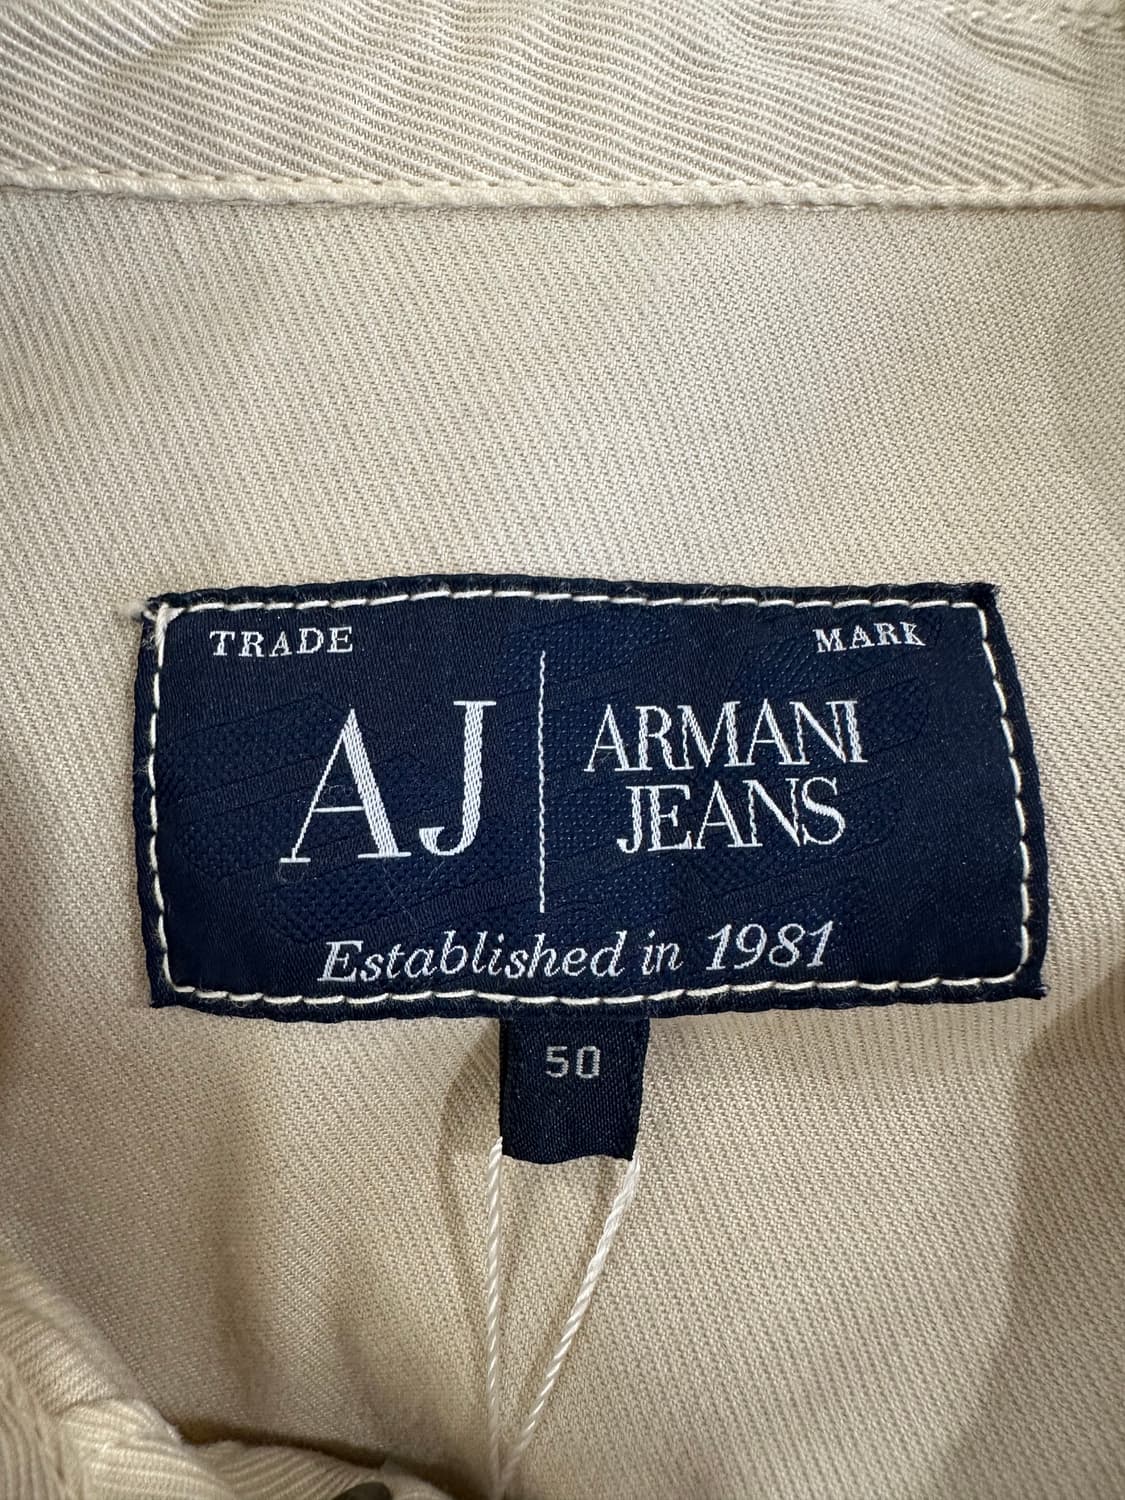 TRADE MARK
AJ ARMANI
JEANS
Established in 1981
50